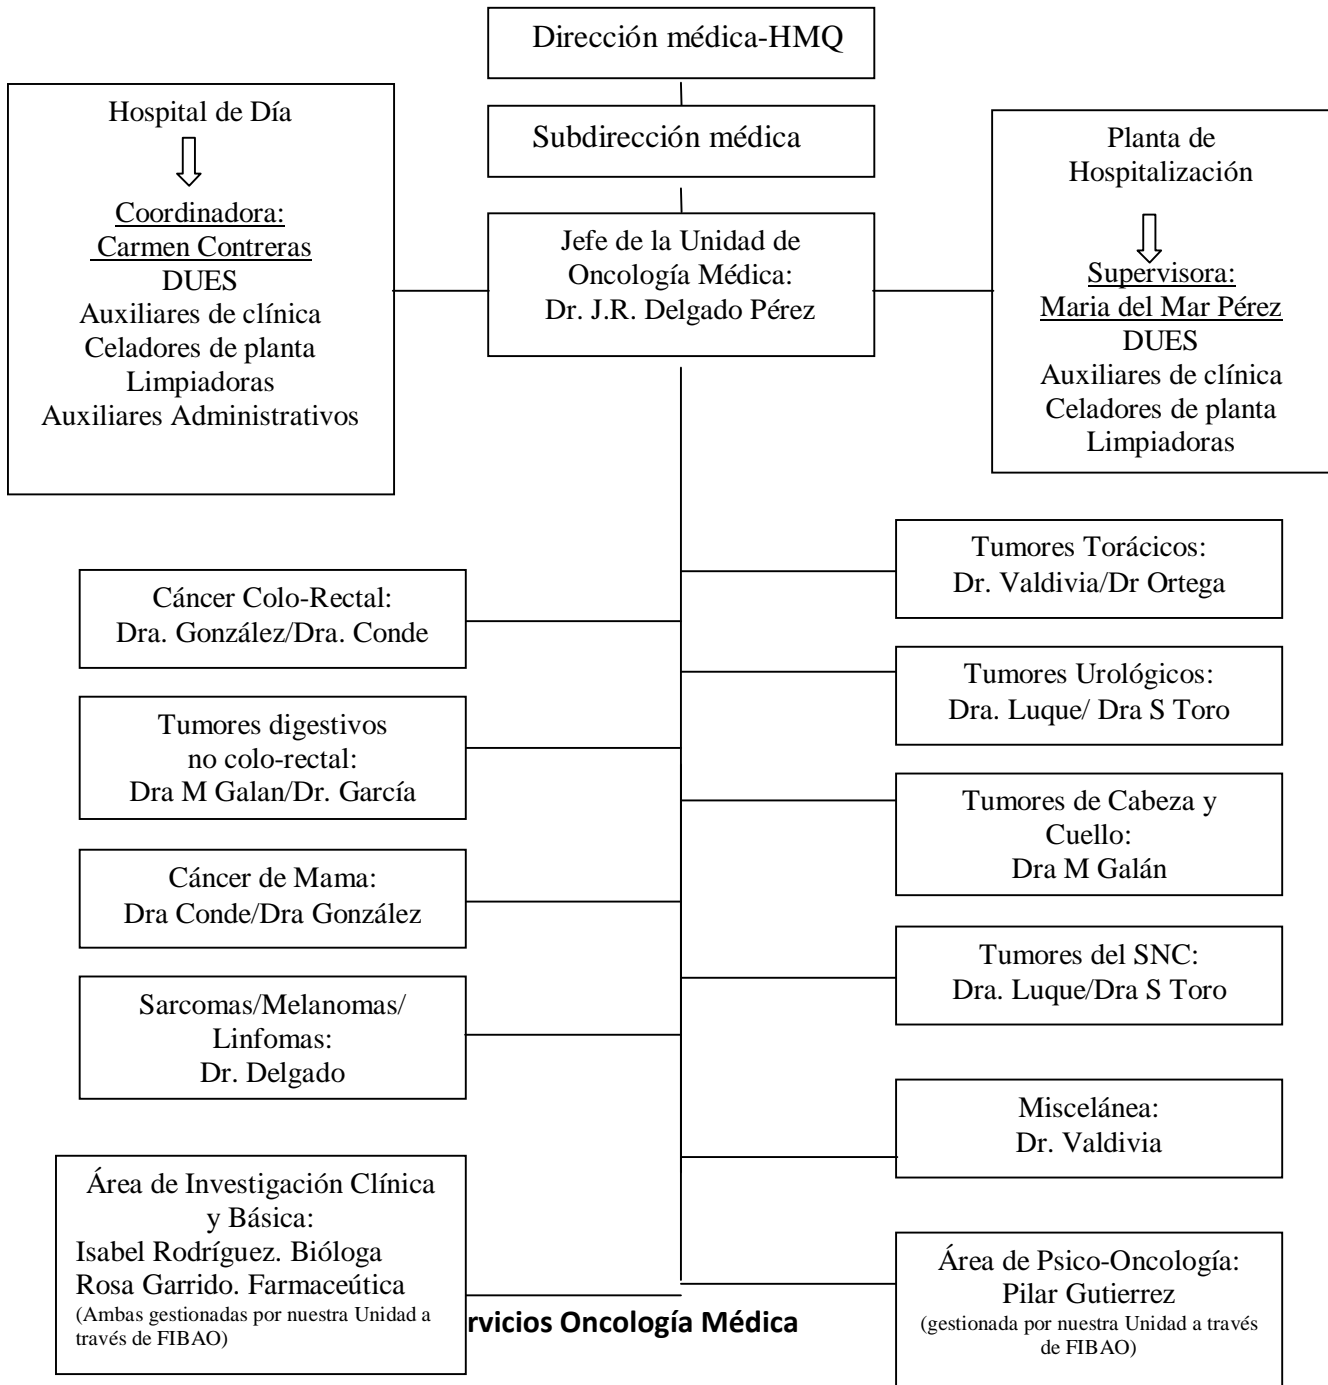 Dirección médica-HMQ
Subdirección médica
Jefe de la Unidad de
Oncología Médica:
Dr. J.R. Delgado Pérez
Hospital de Día
Coordinadora:
Carmen Contreras
DUES
Auxiliares de clínica
Celadores de planta
Limpiadoras
Auxiliares Administrativos
Planta de
Hospitalización
Supervisora:
Maria del Mar Pérez
DUES
Auxiliares de clínica
Celadores de planta
Limpiadoras
Cáncer Colo-Rectal:
Dra. González/Dra. Conde
Tumores digestivos
no colo-rectal:
Dra M Galan/Dr. García
Cáncer de Mama:
Dra Conde/Dra González
Sarcomas/Melanomas/
Linfomas:
Dr. Delgado
Área de Investigación Clínica
y Básica:
Isabel Rodríguez. Bióloga
Rosa Garrido. Farmaceútica
(Ambas gestionadas por nuestra Unidad a
través de FIBAO)
Tumores Torácicos:
Dr. Valdivia/Dr Ortega
Tumores Urológicos:
Dra. Luque/ Dra S Toro
Tumores de Cabeza y
Cuello:
Dra M Galán
Tumores del SNC:
Dra. Luque/Dra S Toro
Miscelánea:
Dr. Valdivia
Área de Psico-Oncología:
Pilar Gutierrez
(gestionada por nuestra Unidad a través
de FIBAO)
rvicios Oncología Médica